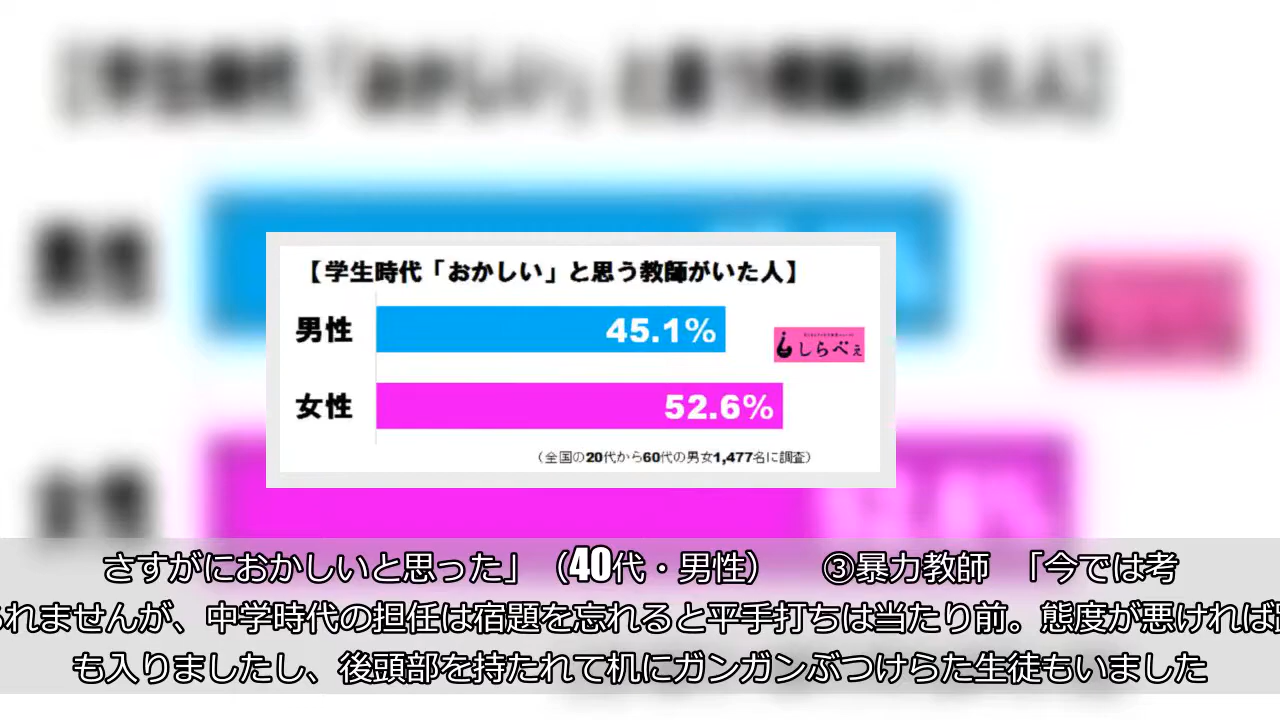 【学生時代「おかしい」と思う教師がいた人】
男性
45.1%
しらべぇ
女性
52.6%
（全国の20代から60代の男女1,477名に調査）
さすがにおかしいと思った」（40代・男性） ③暴力教師 「今では考
られませんが、中学時代の担任は宿題を忘れると平手打ちは当たり前。態度が悪ければ
も入りましたし、後頭部を持たれて机にガンガンぶつけらた生徒もいました